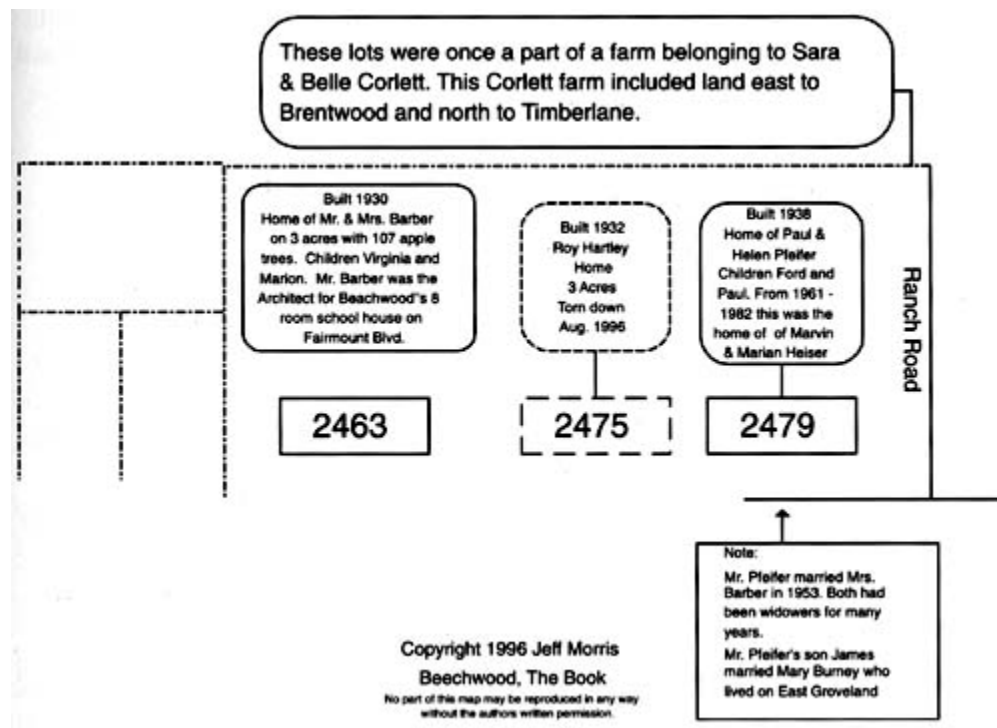 These lots were once a part of a farm belonging to Sara
& Belle Corlett. This Corlett farm included land east to
Brentwood and north to Timberlane.
Built 1930
Home of Mr. & Mrs. Barber
on 3 acres with 107 apple
trees. Children Virginia and
Marion. Mr. Barber was the
Architect for Beachwood"s 8
room school house on
Fairmount Blvd.
Built 1932
Roy Hartley
Home
3 Acres
Torn down
Aug. 1996
Built 1938
Home of Paul &
Helen Pfeifer
Children Ford and
Paul. From 1961 -
1982 this was the
home of of Marvin
& Marian Heiser
Ranch Road
2463
2475
2479
Note:
Mr. Pfeifer married Mrs.
Barber in 1953. Both had
been widowers for many
years.
Mr. Pfeifer's son James
married Mary Burney who
lived on East Groveland
Copyright 1996 Jeff Morris
Beechwood, The Book
No part of this map may be reproduced in any way
without the authors written permission.